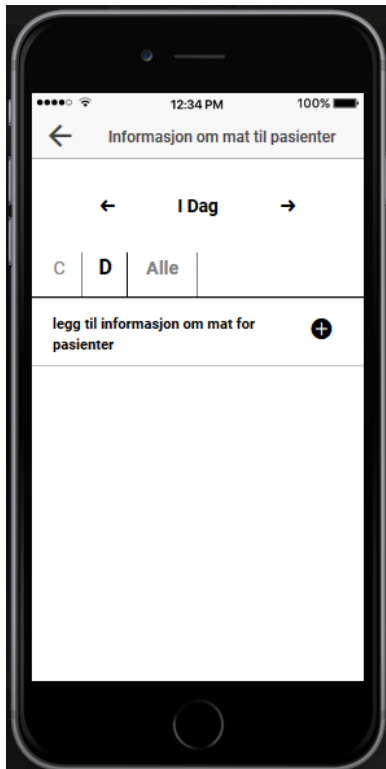 12:34 PM 100%
Informasjon om mat til pasienter
I Dag
C D Alle
legg til informasjon om mat for
pasienter